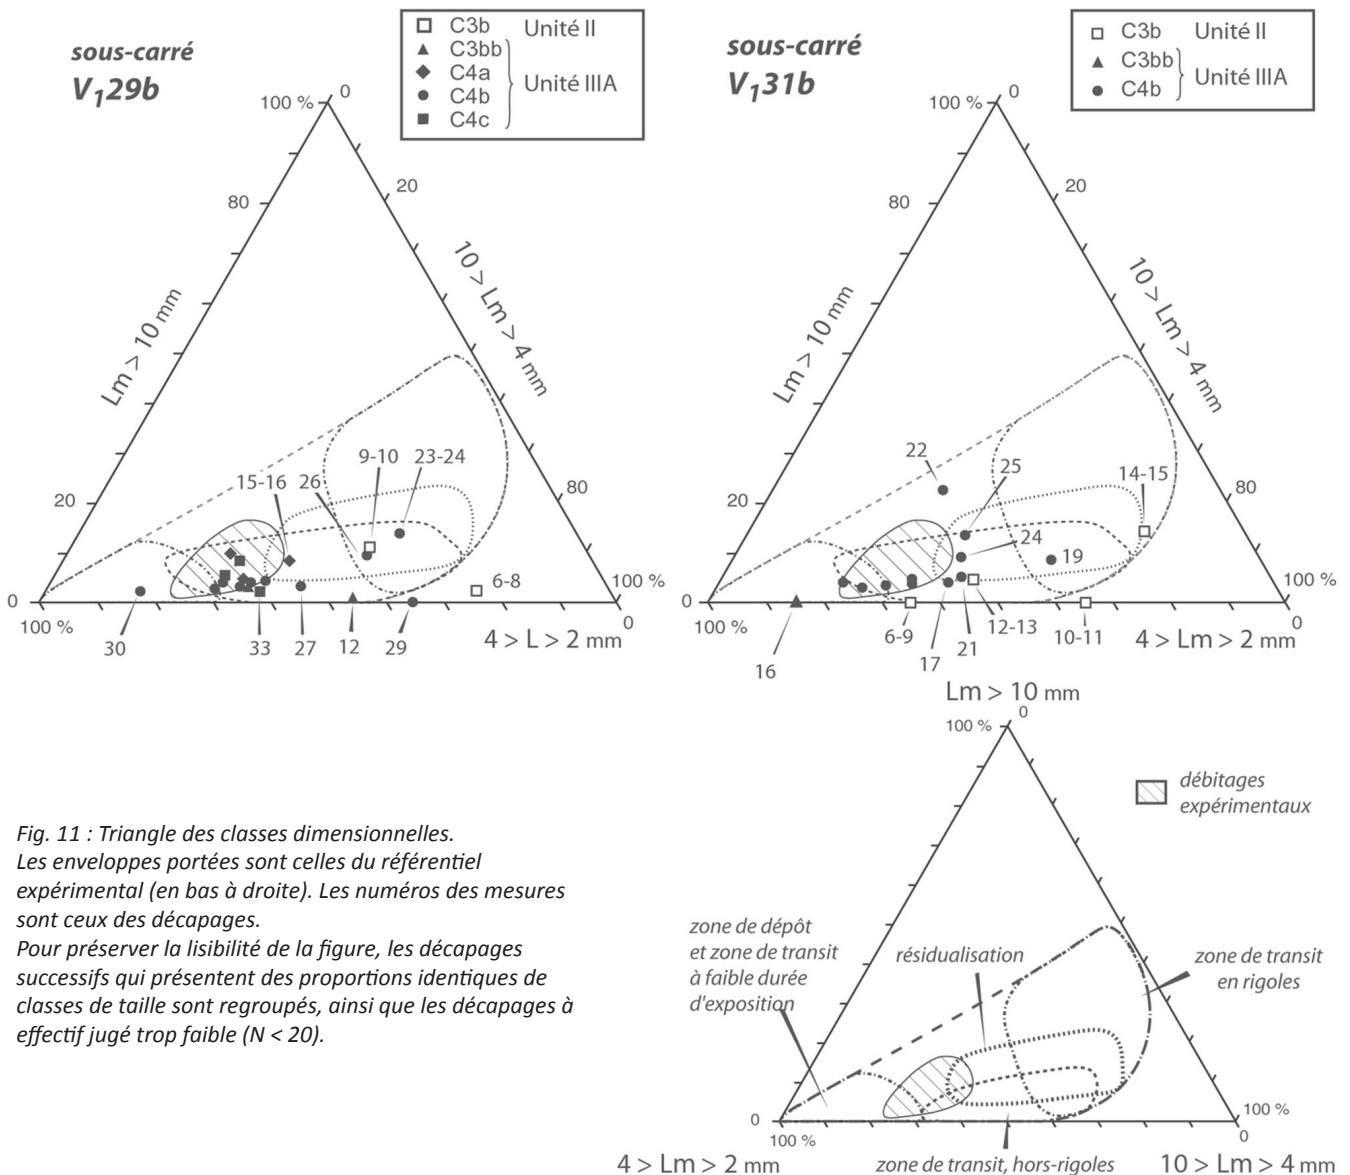 sous-carré
V₁29b
C3b Unité II
C3bb
C4a
C4b
C4c
Unité IIIA
100 %
0
80
20
Lm > 10 mm
10 > Lm > 4 mm
20
80
15-16
26
9-10
23-24
6-8
100 %
0
0
100 %
30
33
27
12
29
4 > L > 2 mm
sous-carré
V₁31b
C3b Unité II
C3bb
C4b
Unité IIIA
100 %
0
80
20
Lm > 10 mm
10 > Lm > 4 mm
20
80
22
25
14-15
24
19
100 %
0
0
100 %
16
6-9
17
21
12-13
10-11
4 > Lm > 2 mm
Lm > 10 mm
100 %
0
débitages
expérimentaux
zone de dépôt
et zone de transit
à faible durée
d'exposition
résidualisation
zone de transit
en rigoles
0
100 %
100 %
0
4 > Lm > 2 mm
zone de transit, hors-rigoles
10 > Lm > 4 mm
Fig. 11 : Triangle des classes dimensionnelles.
Les enveloppes portées sont celles du référentiel
expérimental (en bas à droite). Les numéros des mesures
sont ceux des décapages.
Pour préserver la lisibilité de la figure, les décapages
successifs qui présentent des proportions identiques de
classes de taille sont regroupés, ainsi que les décapages à
effectif jugé trop faible (N < 20).